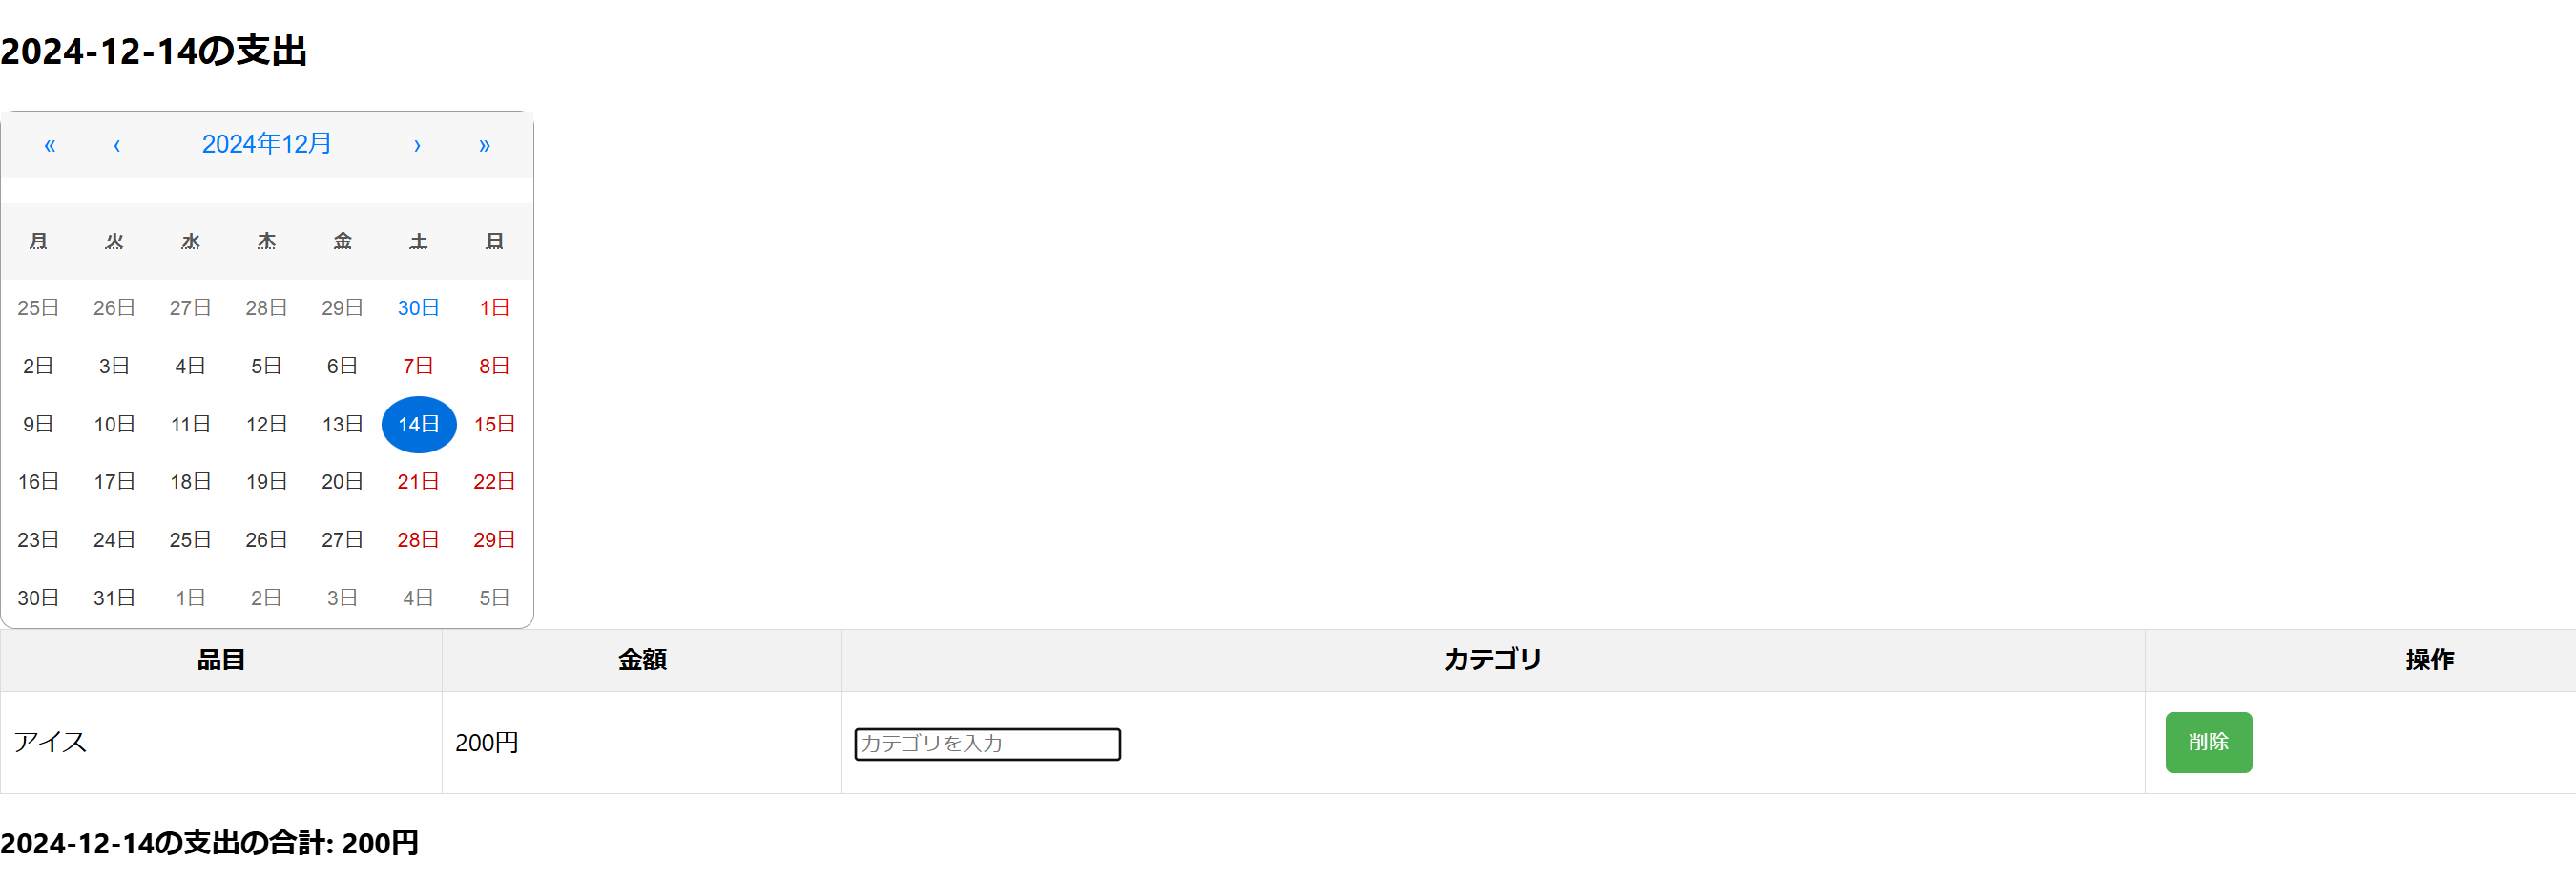 2024-12-14の支出
« ‹ 2024年12月 › »
月 火 水 木 金 土 日
25日 26日 27日 28日 29日 30日 1日
2日 3日 4日 5日 6日 7日 8日
9日 10日 11日 12日 13日 14日 15日
16日 17日 18日 19日 20日 21日 22日
23日 24日 25日 26日 27日 28日 29日
30日 31日 1日 2日 3日 4日 5日
品目 金額 カテゴリ 操作
アイス 200円 カテゴリを入力 削除
2024-12-14の支出の合計: 200円